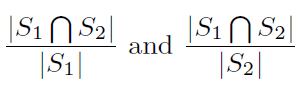 |S₁ ⋂ S₂| / |S₁| and |S₁ ⋂ S₂| / |S₂|